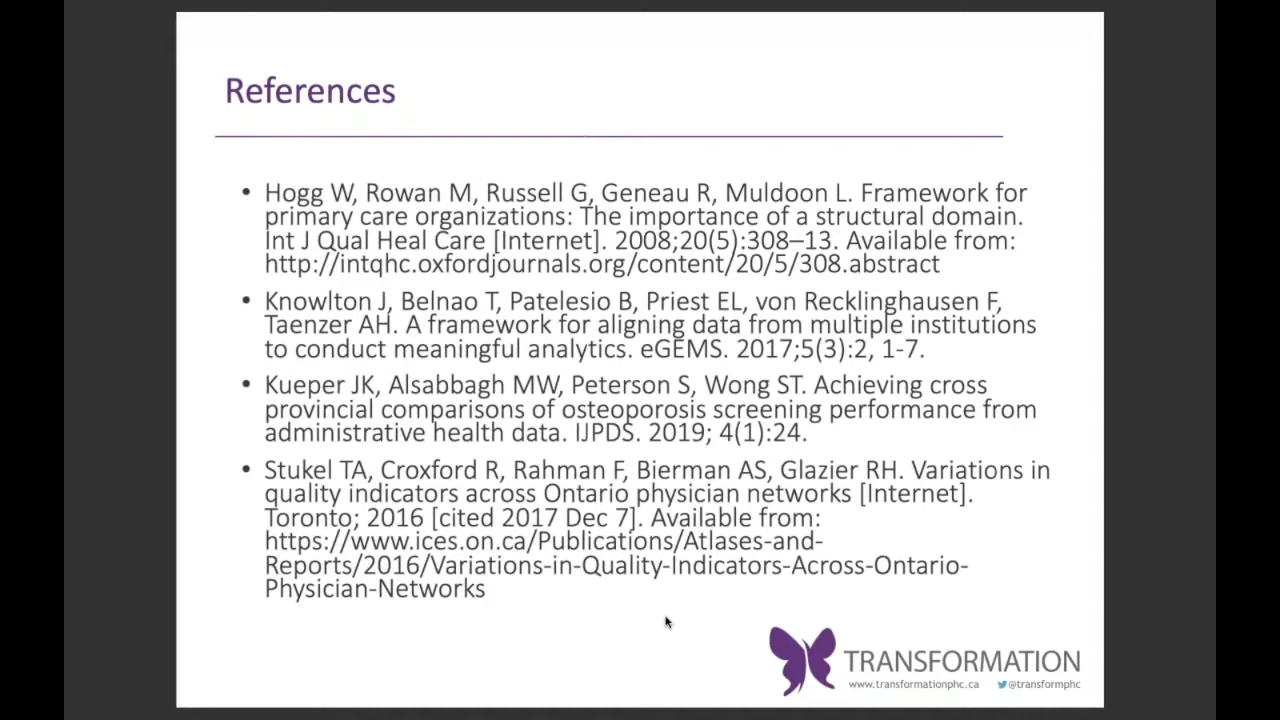 References
• Hogg W, Rowan M, Russell G, Geneau R, Muldoon L. Framework for
primary care organizations: The importance of a structural domain.
Int J Qual Heal Care [Internet]. 2008;20(5):308–13. Available from:
http://intqhc.oxfordjournals.org/content/20/5/308.abstract
• Knowlton J, Belnao T, Patelesio B, Priest EL, von Recklinghausen F,
Taenzer AH. A framework for aligning data from multiple institutions
to conduct meaningful analytics. eGEMS. 2017;5(3):2, 1-7.
• Kueper JK, Alsabbagh MW, Peterson S, Wong ST. Achieving cross
provincial comparisons of osteoporosis screening performance from
administrative health data. IJPDS. 2019; 4(1):24.
• Stukel TA, Croxford R, Rahman F, Bierman AS, Glazier RH. Variations in
quality indicators across Ontario physician networks [Internet].
Toronto; 2016 [cited 2017 Dec 7]. Available from:
https://www.ices.on.ca/Publications/Atlases-and-
Reports/2016/Variations-in-Quality-Indicators-Across-Ontario-
Physician-Networks
TRANSFORMATION
www.transformationphc.ca @transformphc